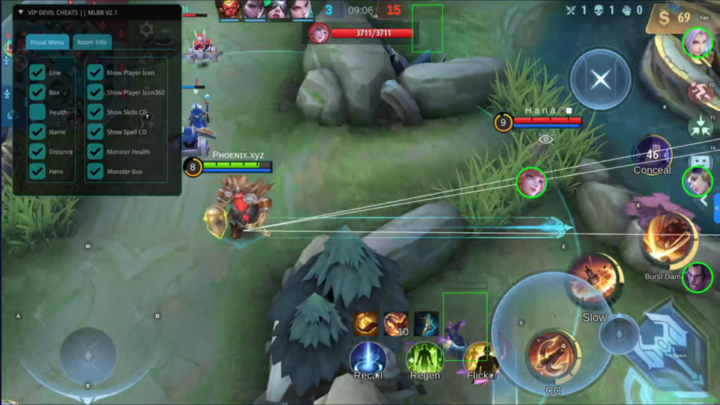 VIP DEVIL CHEATS || MLBB V2.1
Visual Menu
Room Info
Line
Show Player Icon
Box
Show Player Icon360
Health
Show Skills CD
Name
Show Spell CD
Distance
Monster Health
Hero
Monster Box
3
09:06
15
1
1
0
$ 69
3711/3711
9
Hana
8
Phoenix.xyz
46
Conceal
Burst Dam
Slow
CC
Recall
Regen
Flicker
W
A
D
S
X
Z
Space